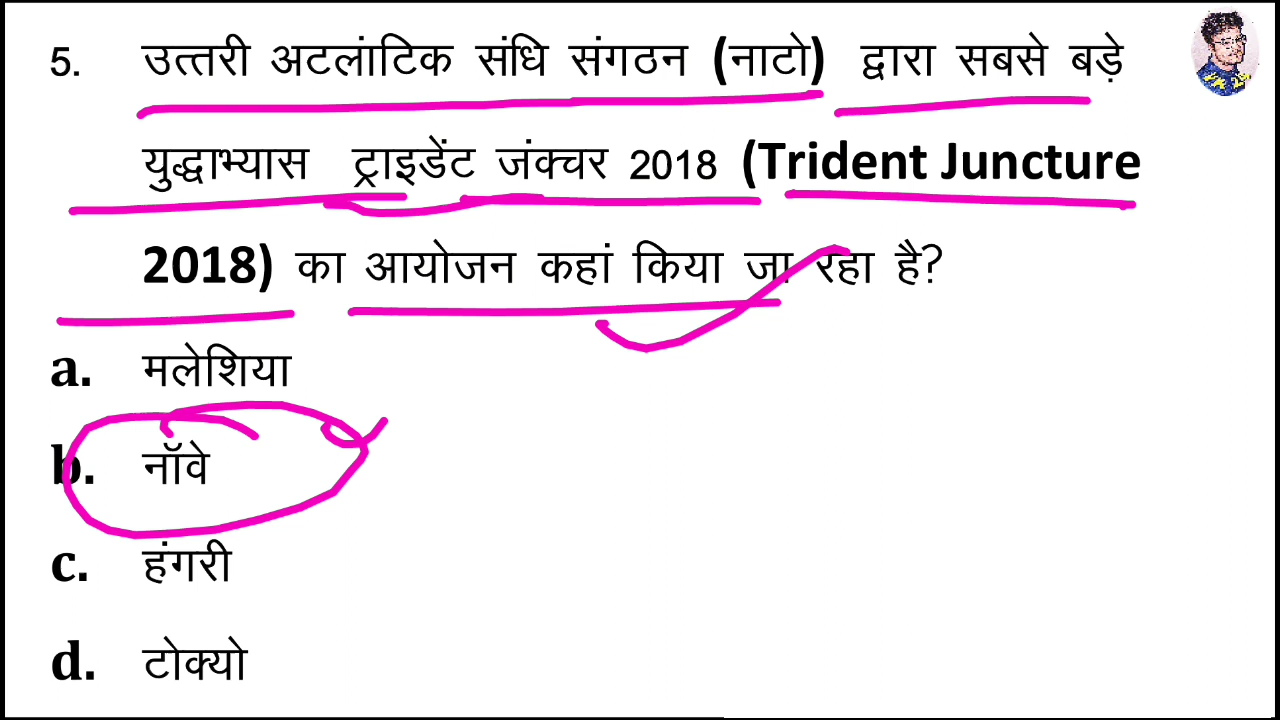 5. उत्तरी अटलांटिक संधि संगठन (नाटो) द्वारा सबसे बड़े
युद्धाभ्यास ट्राइडेंट जंक्चर 2018 (Trident Juncture
2018) का आयोजन कहां किया जा रहा है?
a. मलेशिया
b. नॉवे
c. हंगरी
d. टोक्यो